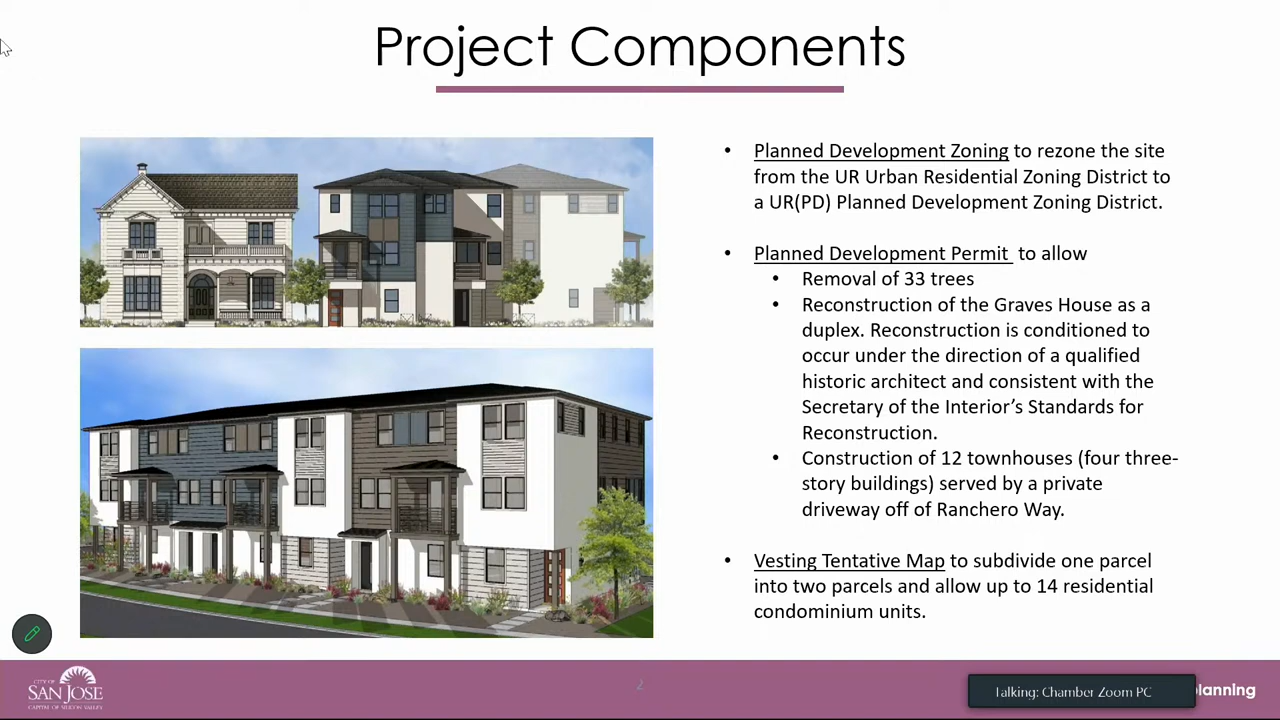 Project Components
• Planned Development Zoning to rezone the site
from the UR Urban Residential Zoning District to
a UR(PD) Planned Development Zoning District.
• Planned Development Permit to allow
• Removal of 33 trees
• Reconstruction of the Graves House as a
duplex. Reconstruction is conditioned to
occur under the direction of a qualified
historic architect and consistent with the
Secretary of the Interior's Standards for
Reconstruction.
• Construction of 12 townhouses (four three-
story buildings) served by a private
driveway off of Ranchero Way.
• Vesting Tentative Map to subdivide one parcel
into two parcels and allow up to 14 residential
condominium units.
CITY OF
SAN JOSE
CAPITAL OF SILICON VALLEY
2
Talking: Chamber Zoom PC
lanning